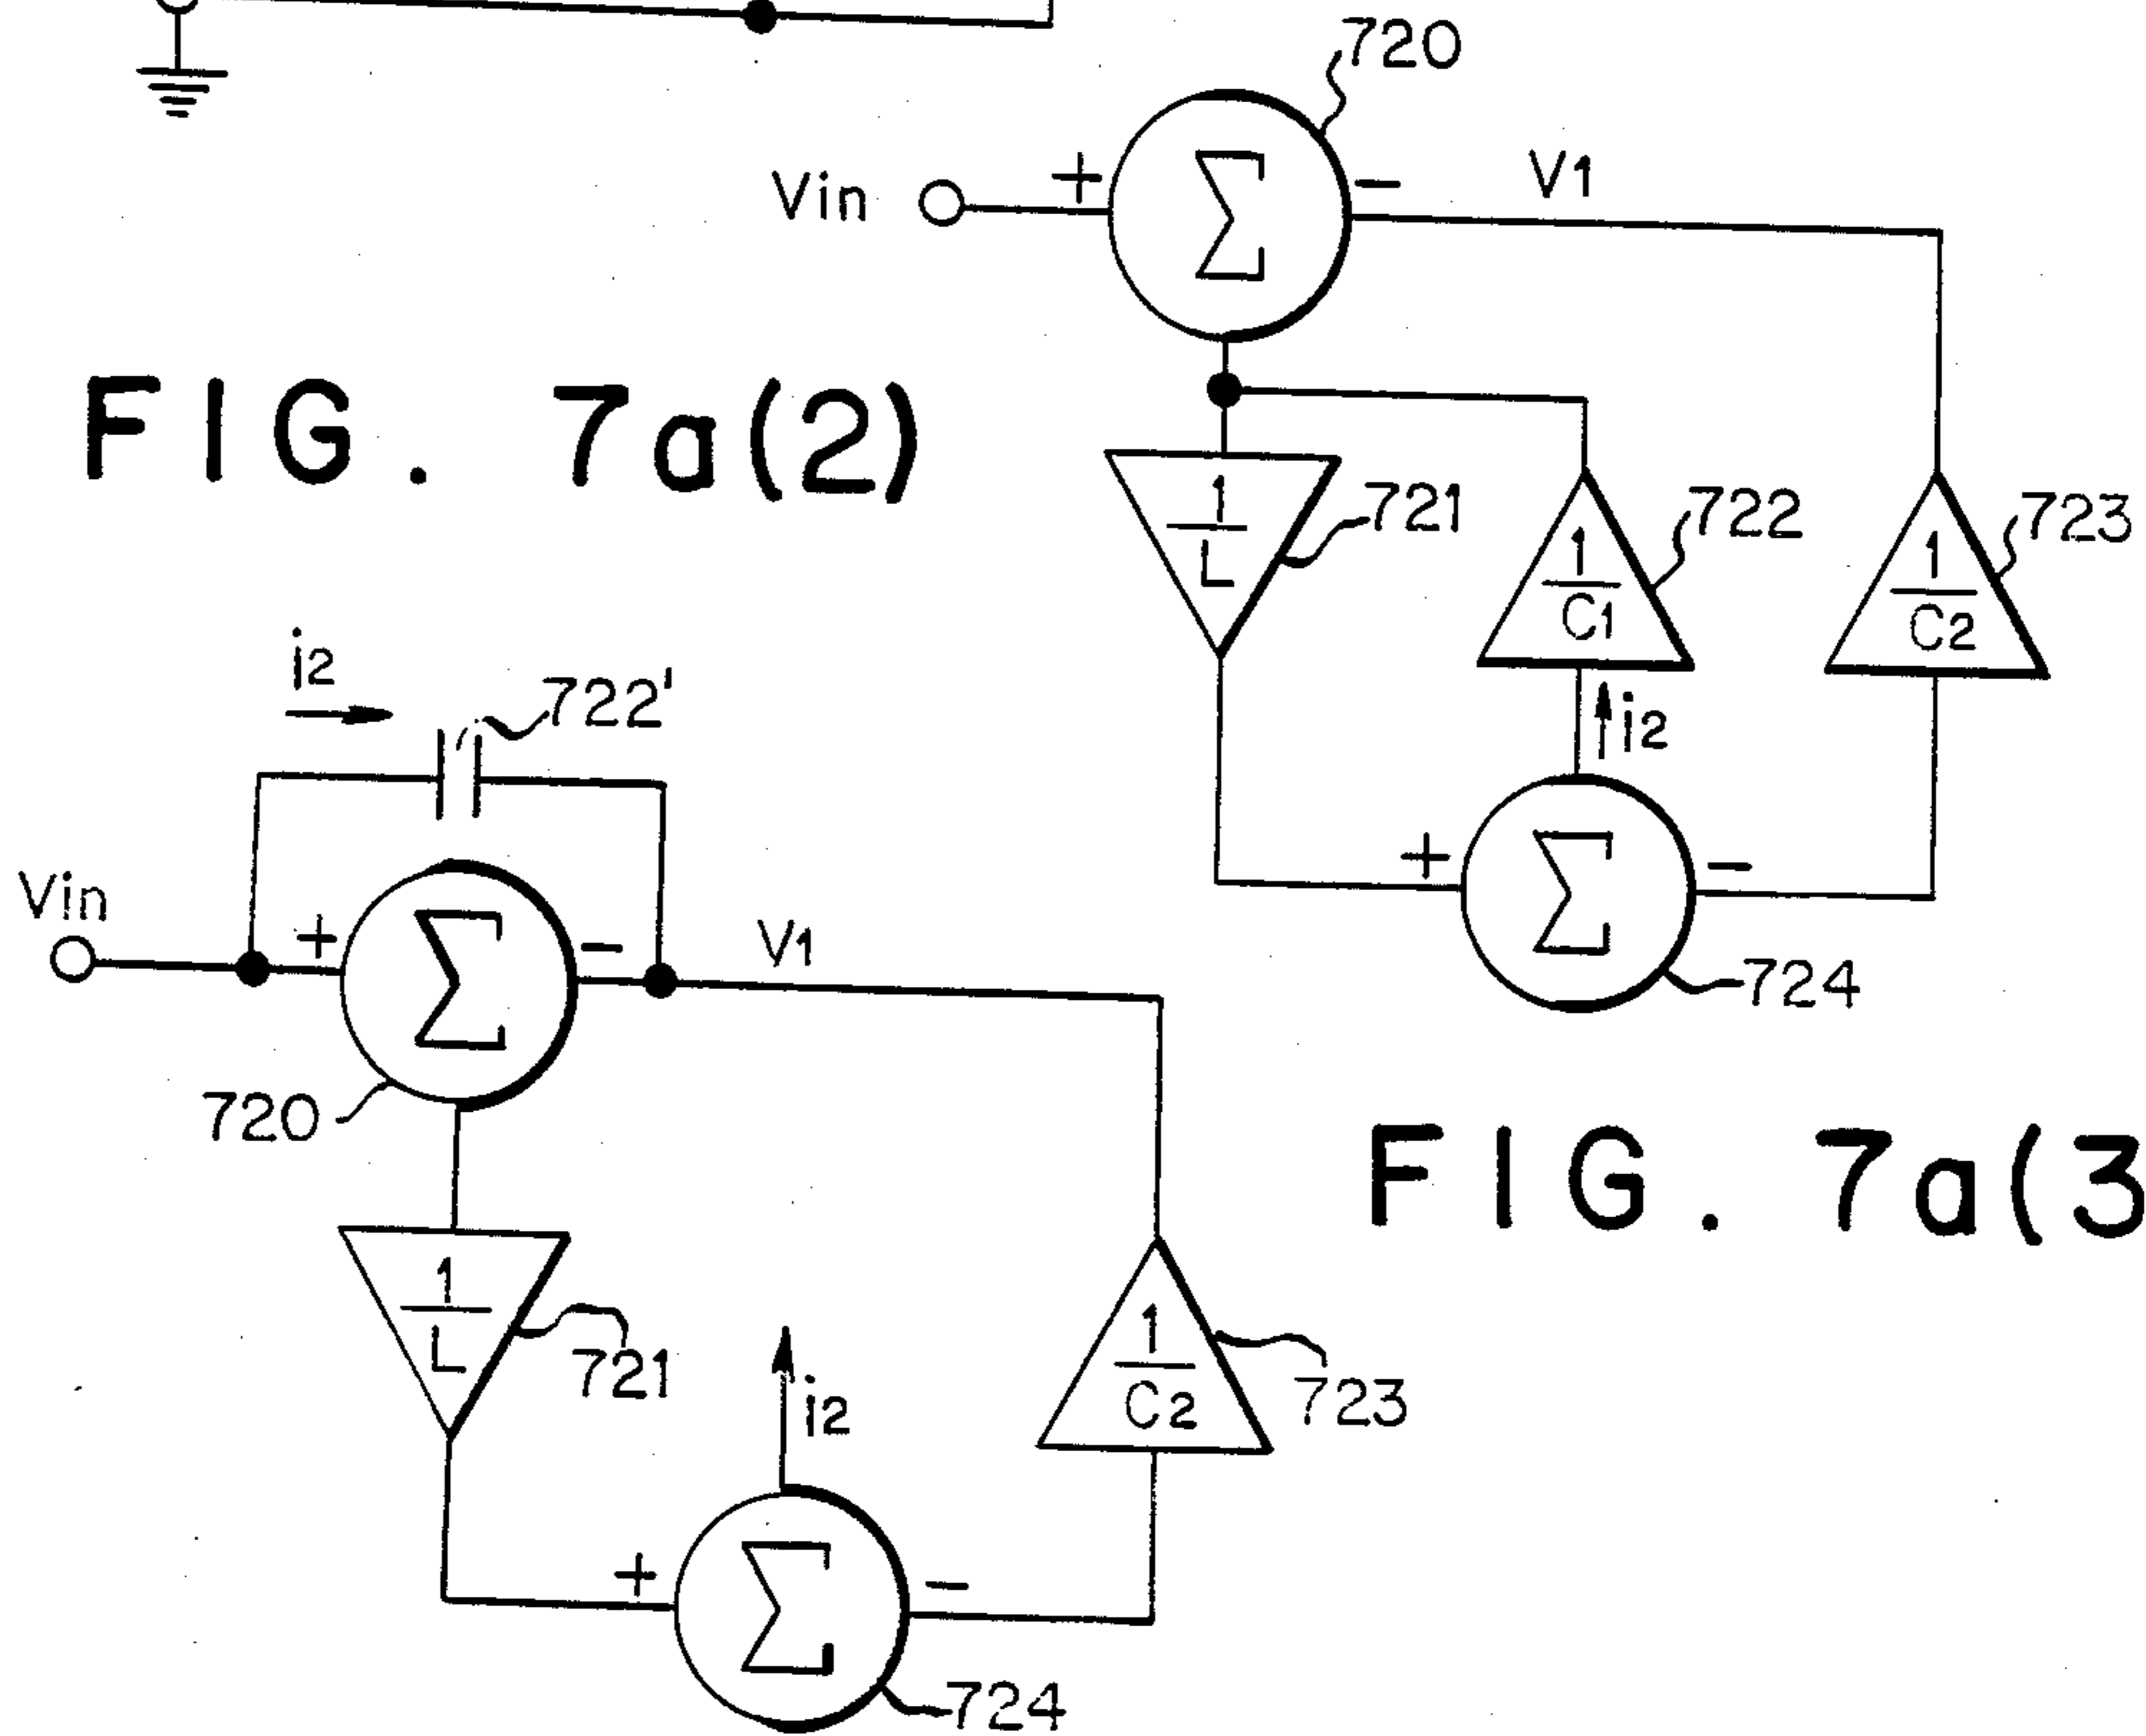 720
Vin + Σ − V1
FIG. 7a(2)
1
L
721
1
C1
722
1
C2
723
i2
+ Σ −
724
i2
722'
Vin + Σ − V1
720
FIG. 7a(3
1
L
721
i2
1
C2
723
+ Σ −
724